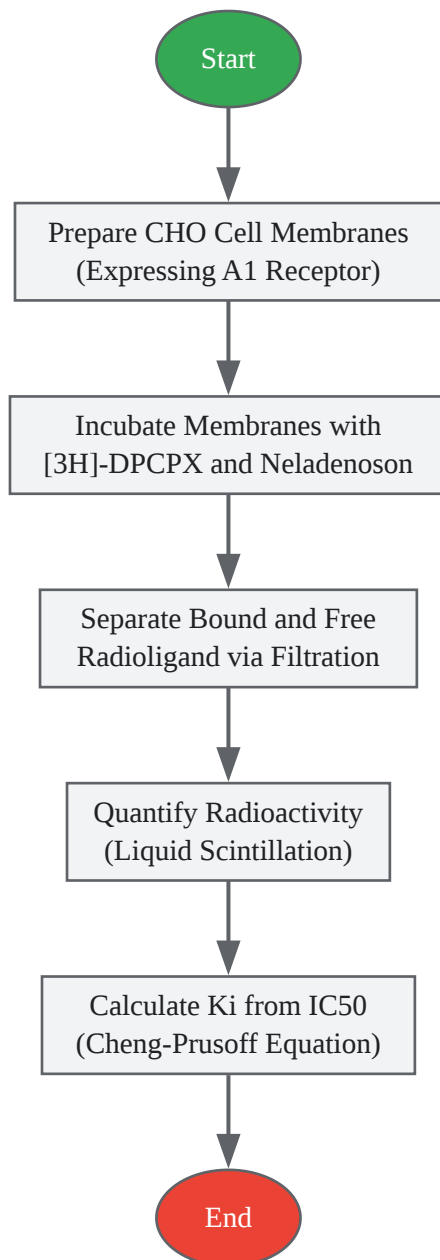 Start
Prepare CHO Cell Membranes
(Expressing A1 Receptor)
Incubate Membranes with
[3H]-DPCPX and Neladenoson
Separate Bound and Free
Radioligand via Filtration
Quantify Radioactivity
(Liquid Scintillation)
Calculate Ki from IC50
(Cheng-Prusoff Equation)
End